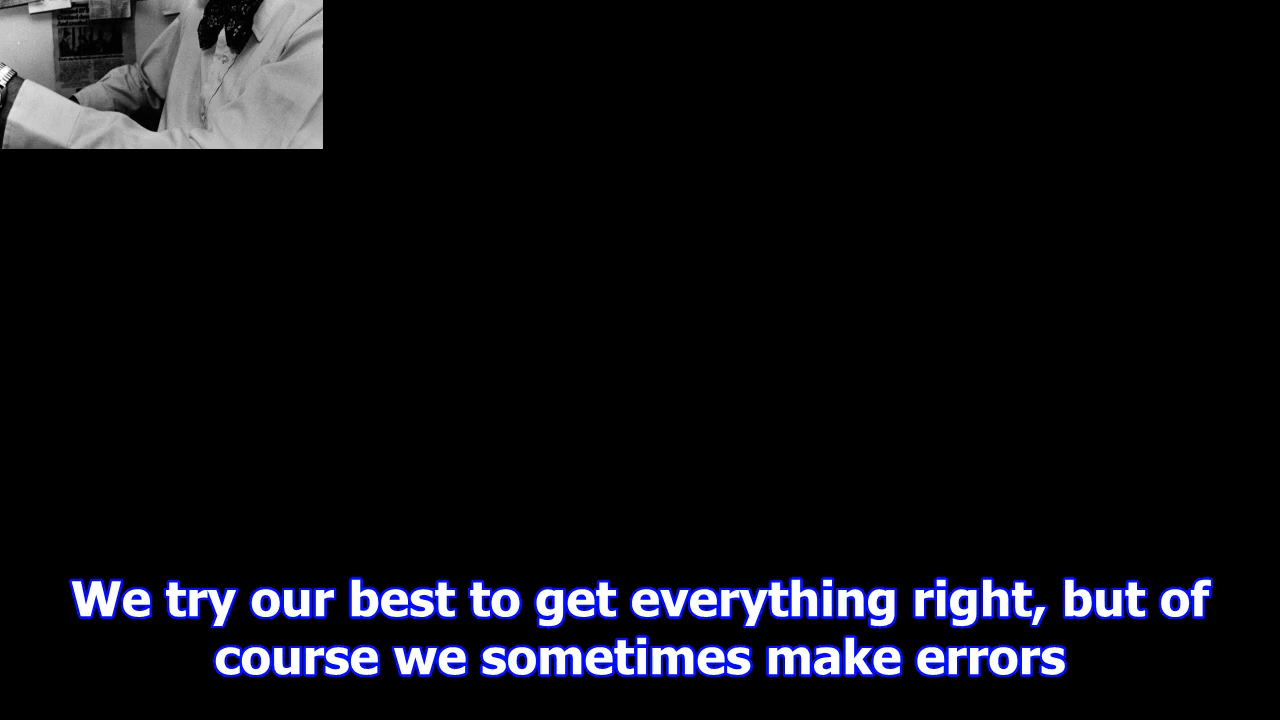 We try our best to get everything right, but of
course we sometimes make errors